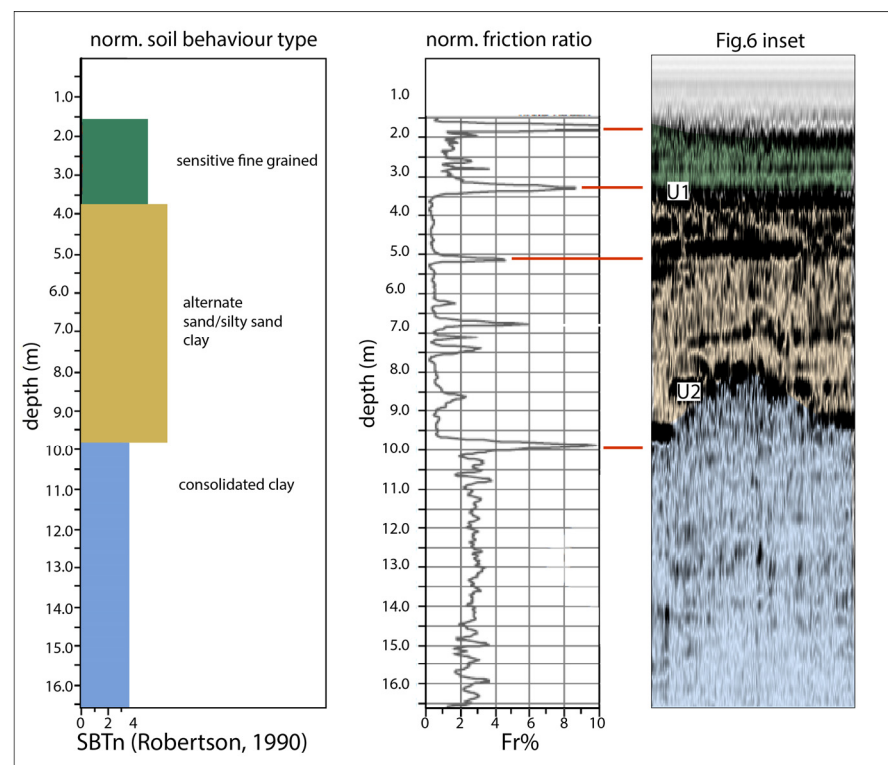 norm. soil behaviour type
norm. friction ratio
Fig.6 inset
depth (m)
1.0
2.0
3.0
4.0
5.0
6.0
7.0
8.0
9.0
10.0
11.0
12.0
13.0
14.0
15.0
16.0
sensitive fine grained
alternate
sand/silty sand
clay
consolidated clay
0 2 4
SBTn (Robertson, 1990)
depth (m)
1.0
2.0
3.0
4.0
5.0
6.0
7.0
8.0
9.0
10.0
11.0
12.0
13.0
14.0
15.0
16.0
0 2 4 6 8 10
Fr%
U1
U2